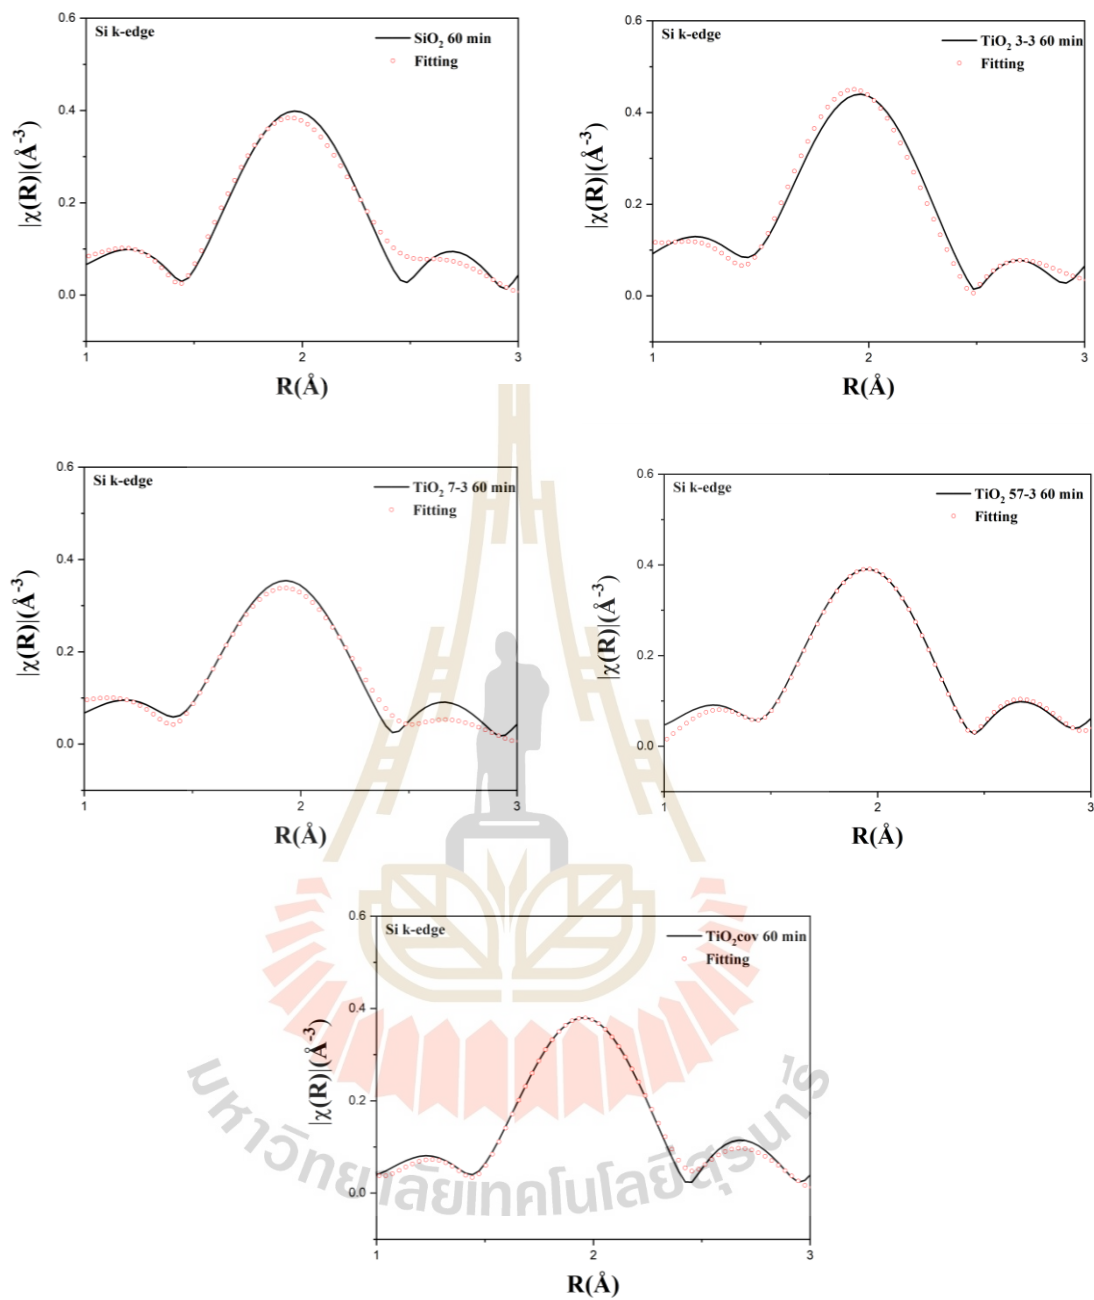 Si k-edge
SiO₂ 60 min
Fitting
|χ(R)|(Å⁻³)
0.6
0.4
0.2
0.0
1
2
3
R(Å)
Si k-edge
TiO₂ 3-3 60 min
Fitting
|χ(R)|(Å⁻³)
0.6
0.4
0.2
0.0
1
2
3
R(Å)
Si k-edge
TiO₂ 7-3 60 min
Fitting
|χ(R)|(Å⁻³)
0.6
0.4
0.2
0.0
1
2
3
R(Å)
Si k-edge
TiO₂ 57-3 60 min
Fitting
|χ(R)|(Å⁻³)
0.6
0.4
0.2
0.0
1
2
3
R(Å)
Si k-edge
TiO₂cov 60 min
Fitting
|χ(R)|(Å⁻³)
0.6
0.4
0.2
0.0
1
2
3
R(Å)
มหาวิทยาลัยเทคโนโลยีสุรนารี